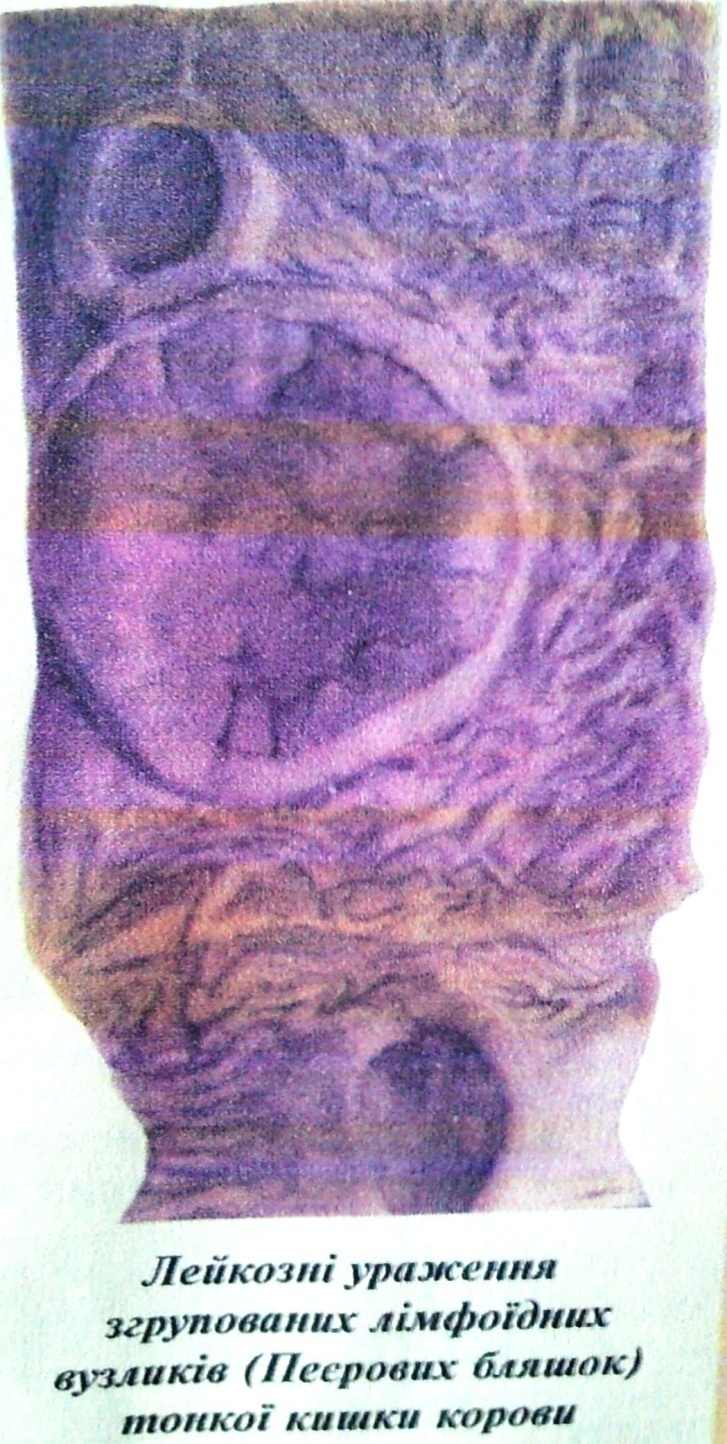 Лейкозні ураження
згрупованих лімфоїдних
вузликів (Пеєрових бляшок)
тонкої кишки корови